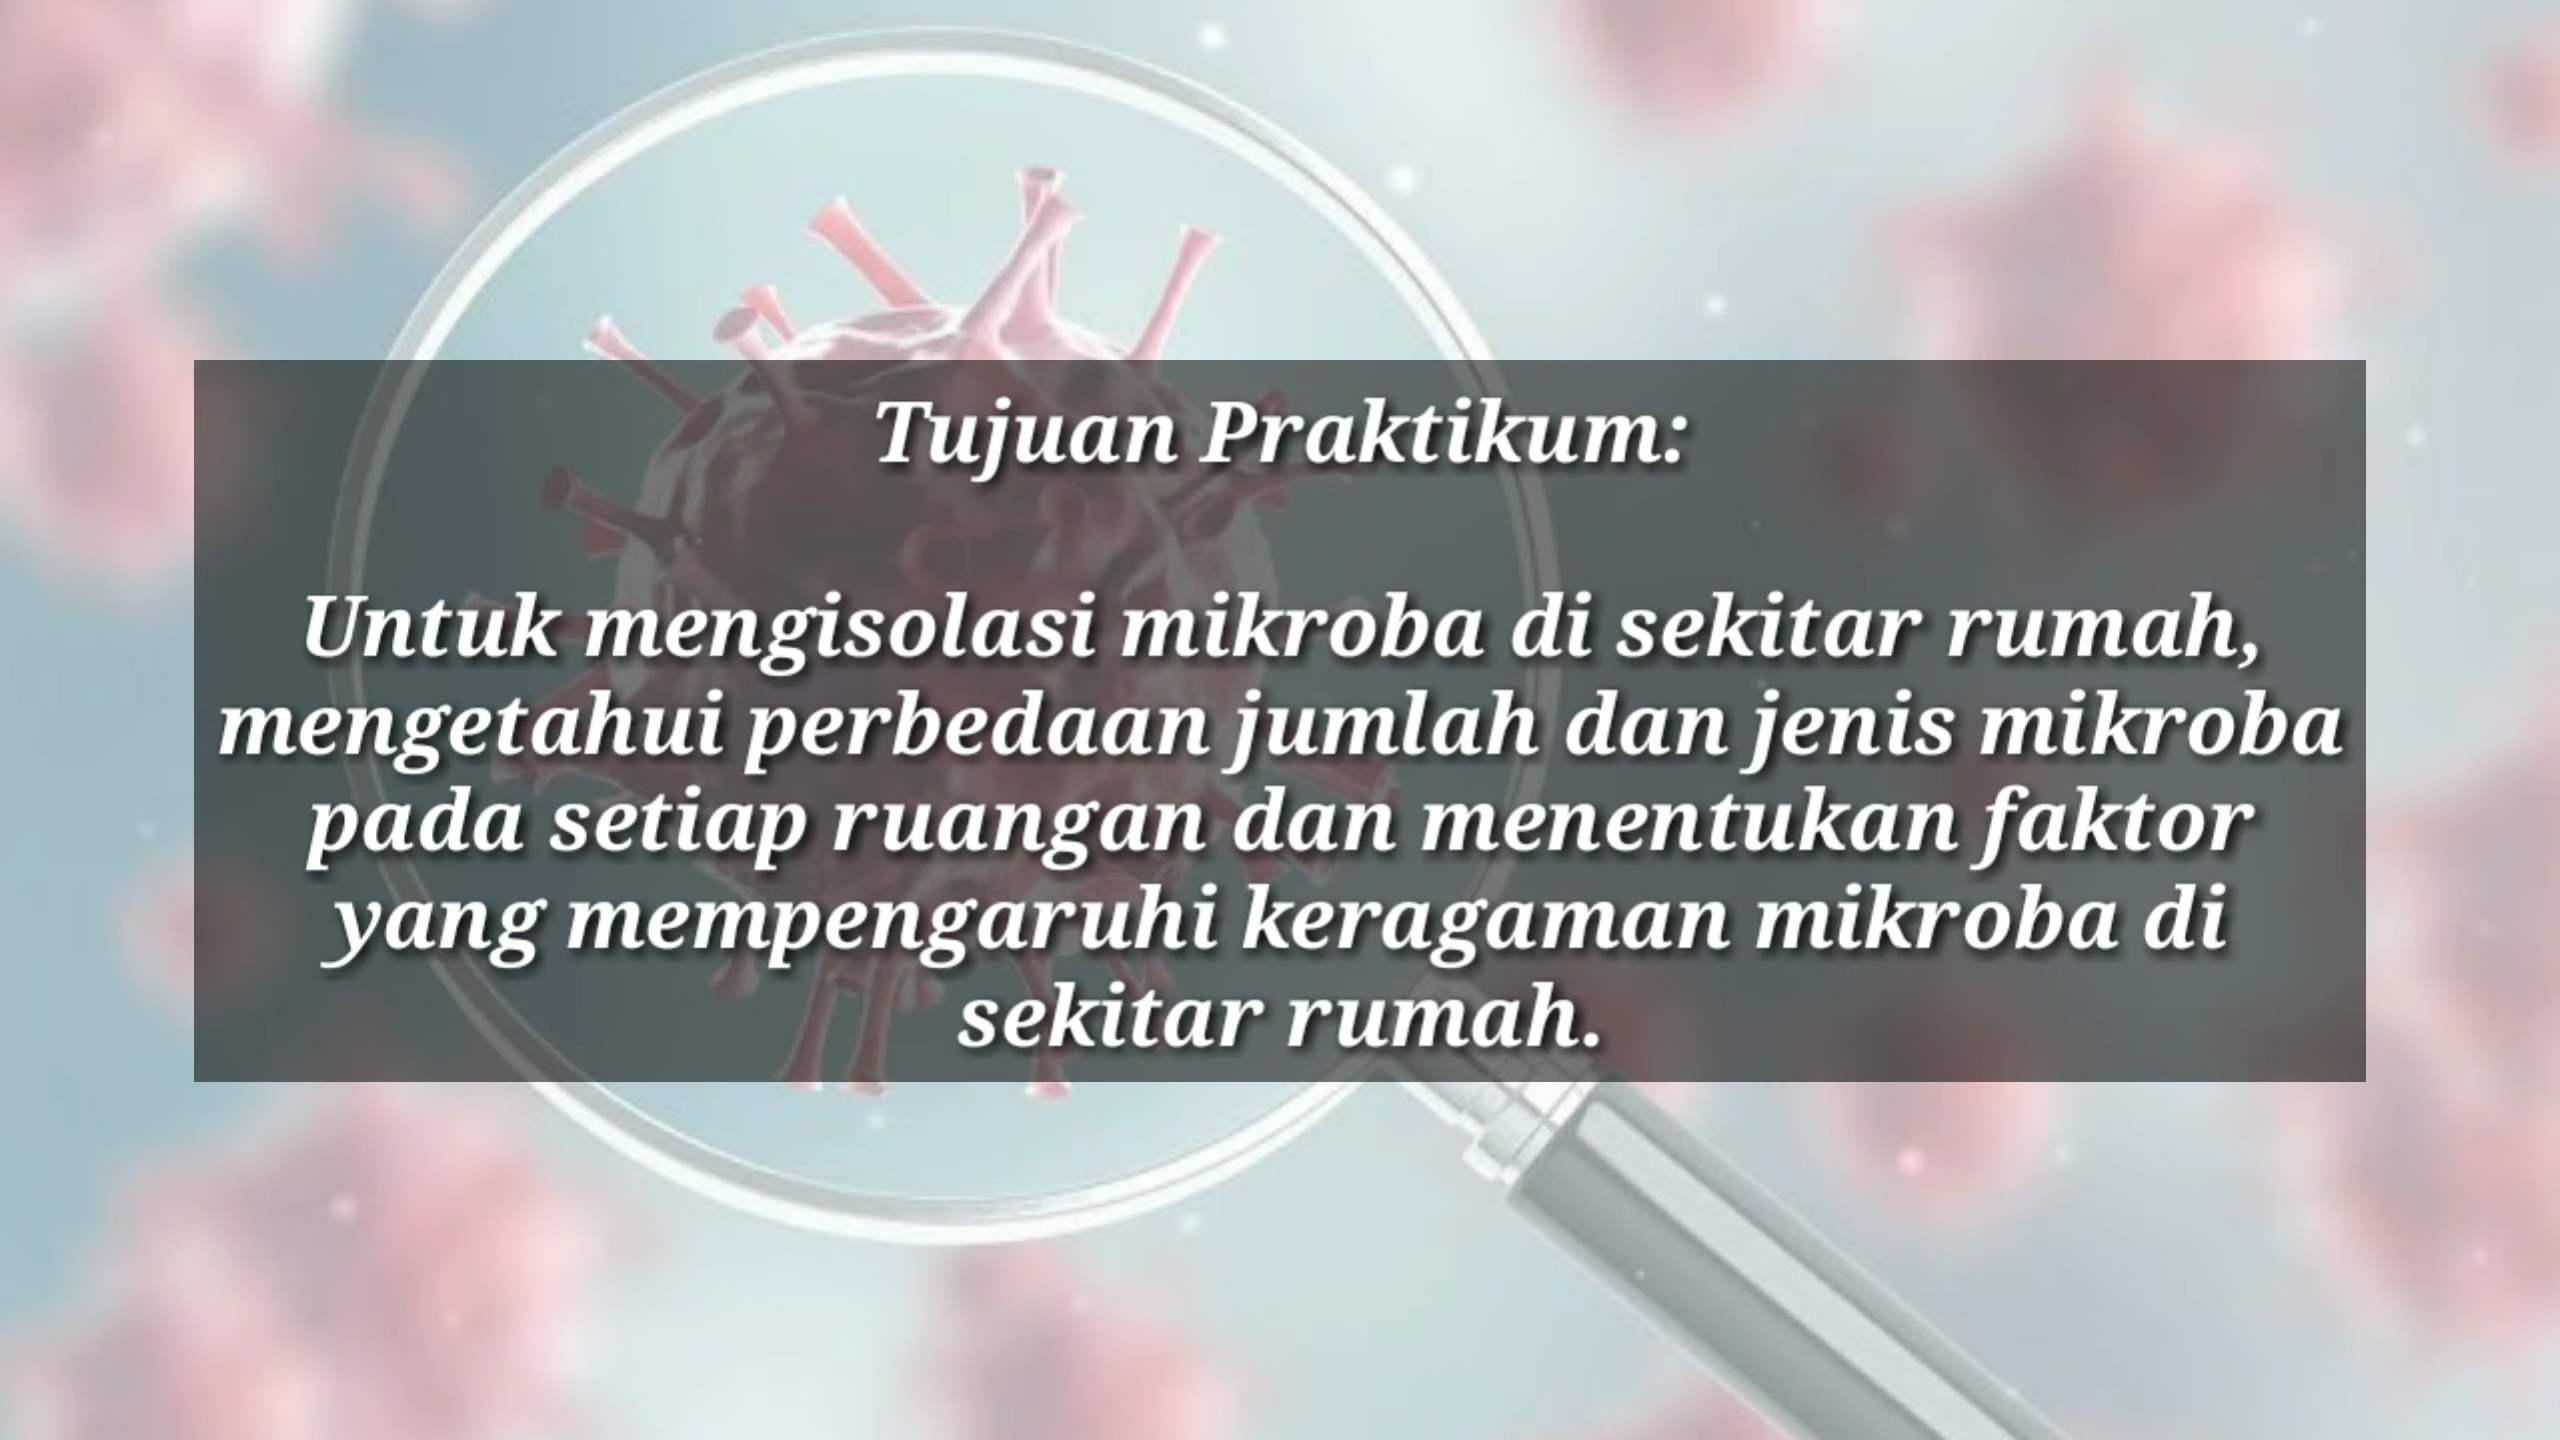 Tujuan Praktikum:
Untuk mengisolasi mikroba di sekitar rumah,
mengetahui perbedaan jumlah dan jenis mikroba
pada setiap ruangan dan menentukan faktor
yang mempengaruhi keragaman mikroba di
sekitar rumah.